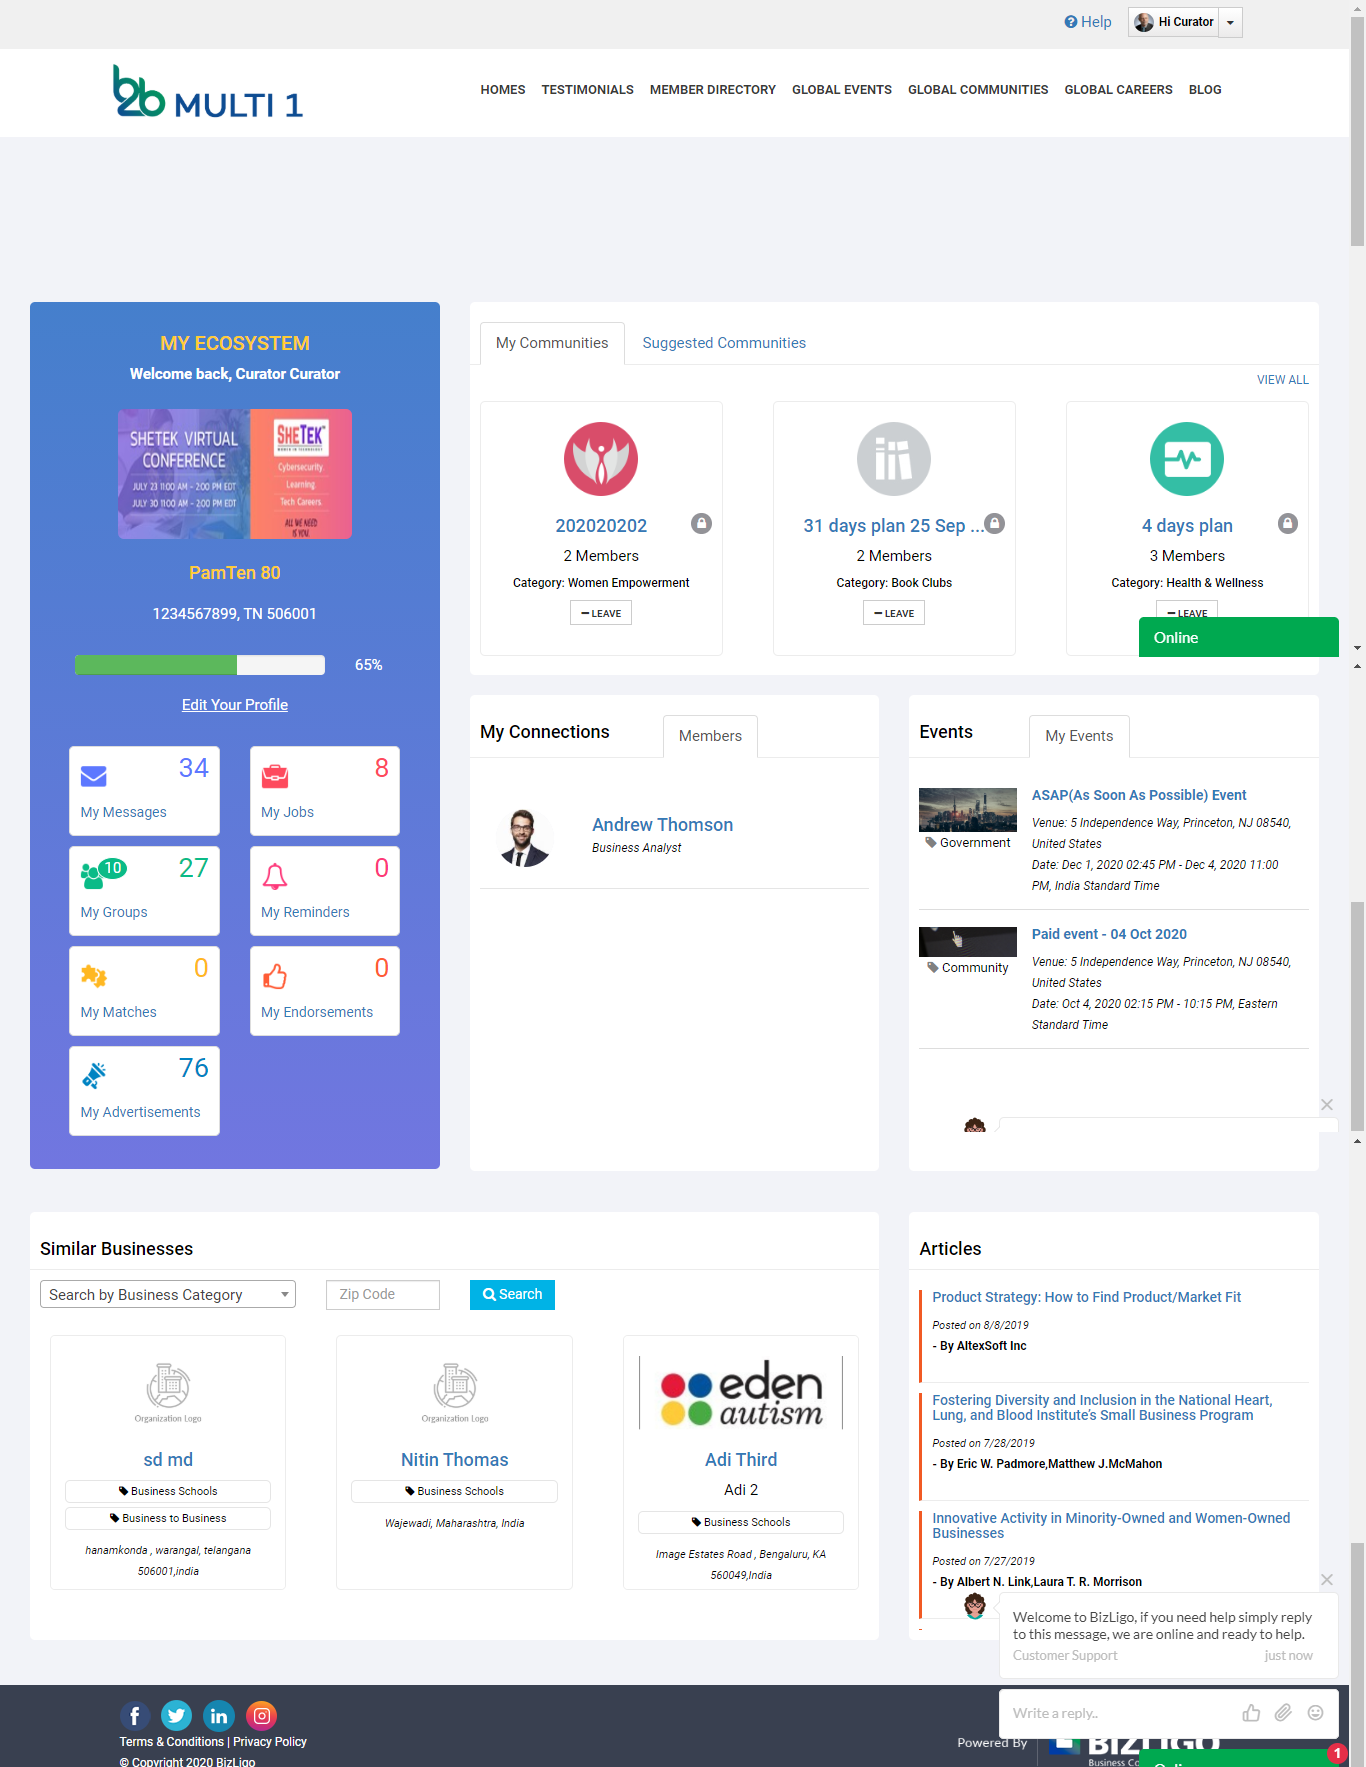 Help
Hi Curator
b2b MULTI 1
HOMES TESTIMONIALS MEMBER DIRECTORY GLOBAL EVENTS GLOBAL COMMUNITIES GLOBAL CAREERS BLOG
MY ECOSYSTEM
Welcome back, Curator Curator
SHETEK VIRTUAL
CONFERENCE
JULY 23 11:00 AM - 2:00 PM EDT
JULY 30 11:00 AM - 2:00 PM EDT
SHETEK
WOMEN IN TECHNOLOGY
Cybersecurity
Learning
Tech Careers
ALL WE NEED
IS YOU
PamTen 80
1234567899, TN 506001
65%
Edit Your Profile
34
My Messages
8
My Jobs
10
27
My Groups
0
My Reminders
0
My Matches
0
My Endorsements
76
My Advertisements
My Communities
Suggested Communities
VIEW ALL
202020202
2 Members
Category: Women Empowerment
LEAVE
31 days plan 25 Sep ...
2 Members
Category: Book Clubs
LEAVE
4 days plan
3 Members
Category: Health & Wellness
LEAVE
Online
My Connections
Members
Andrew Thomson
Business Analyst
Events
My Events
ASAP(As Soon As Possible) Event
Government
Venue: 5 Independence Way, Princeton, NJ 08540,
United States
Date: Dec 1, 2020 02:45 PM - Dec 4, 2020 11:00
PM, India Standard Time
Paid event - 04 Oct 2020
Community
Venue: 5 Independence Way, Princeton, NJ 08540,
United States
Date: Oct 4, 2020 02:15 PM - 10:15 PM, Eastern
Standard Time
Similar Businesses
Search by Business Category
Zip Code
Search
Organization Logo
sd md
Business Schools
Business to Business
hanamkonda , warangal, telangana
506001,india
Organization Logo
Nitin Thomas
Business Schools
Wajewadi, Maharashtra, India
eden
autism
Adi Third
Adi 2
Business Schools
Image Estates Road , Bengaluru, KA
560049,India
Articles
Product Strategy: How to Find Product/Market Fit
Posted on 8/8/2019
- By AltexSoft Inc
Fostering Diversity and Inclusion in the National Heart,
Lung, and Blood Institute's Small Business Program
Posted on 7/28/2019
- By Eric W. Padmore,Matthew J.McMahon
Innovative Activity in Minority-Owned and Women-Owned
Businesses
Posted on 7/27/2019
- By Albert N. Link,Laura T. R. Morrison
Welcome to BizLigo, if you need help simply reply
to this message, we are online and ready to help.
Customer Support
just now
Write a reply..
Terms & Conditions | Privacy Policy
© Copyright 2020 BizLigo
Powered By
BIZLIGO
Business Co
1
Online